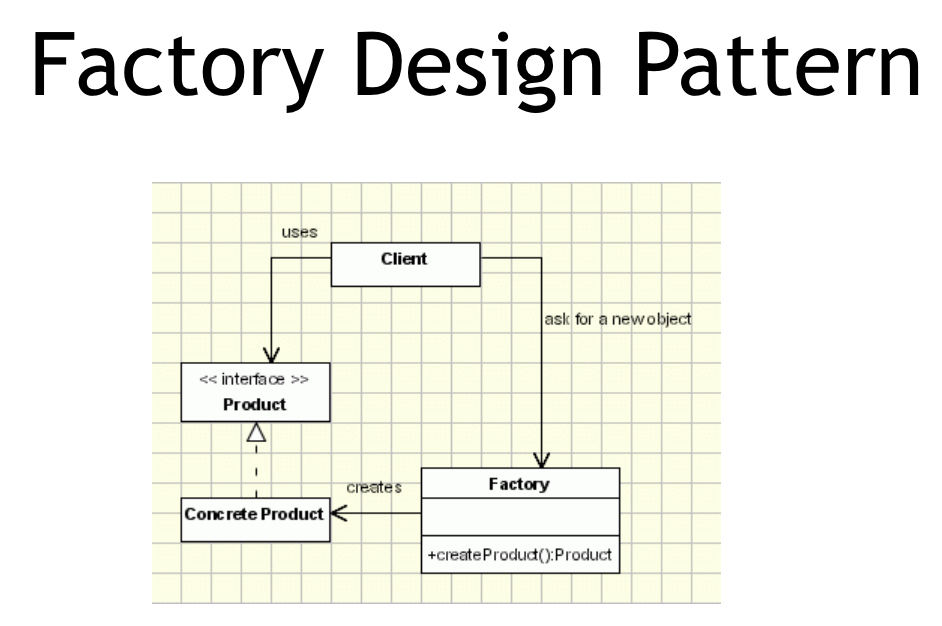 Factory Design Pattern
uses
Client
ask for a new object
<< interface >>
Product
creates
Factory
Concrete Product
+createProduct():Product